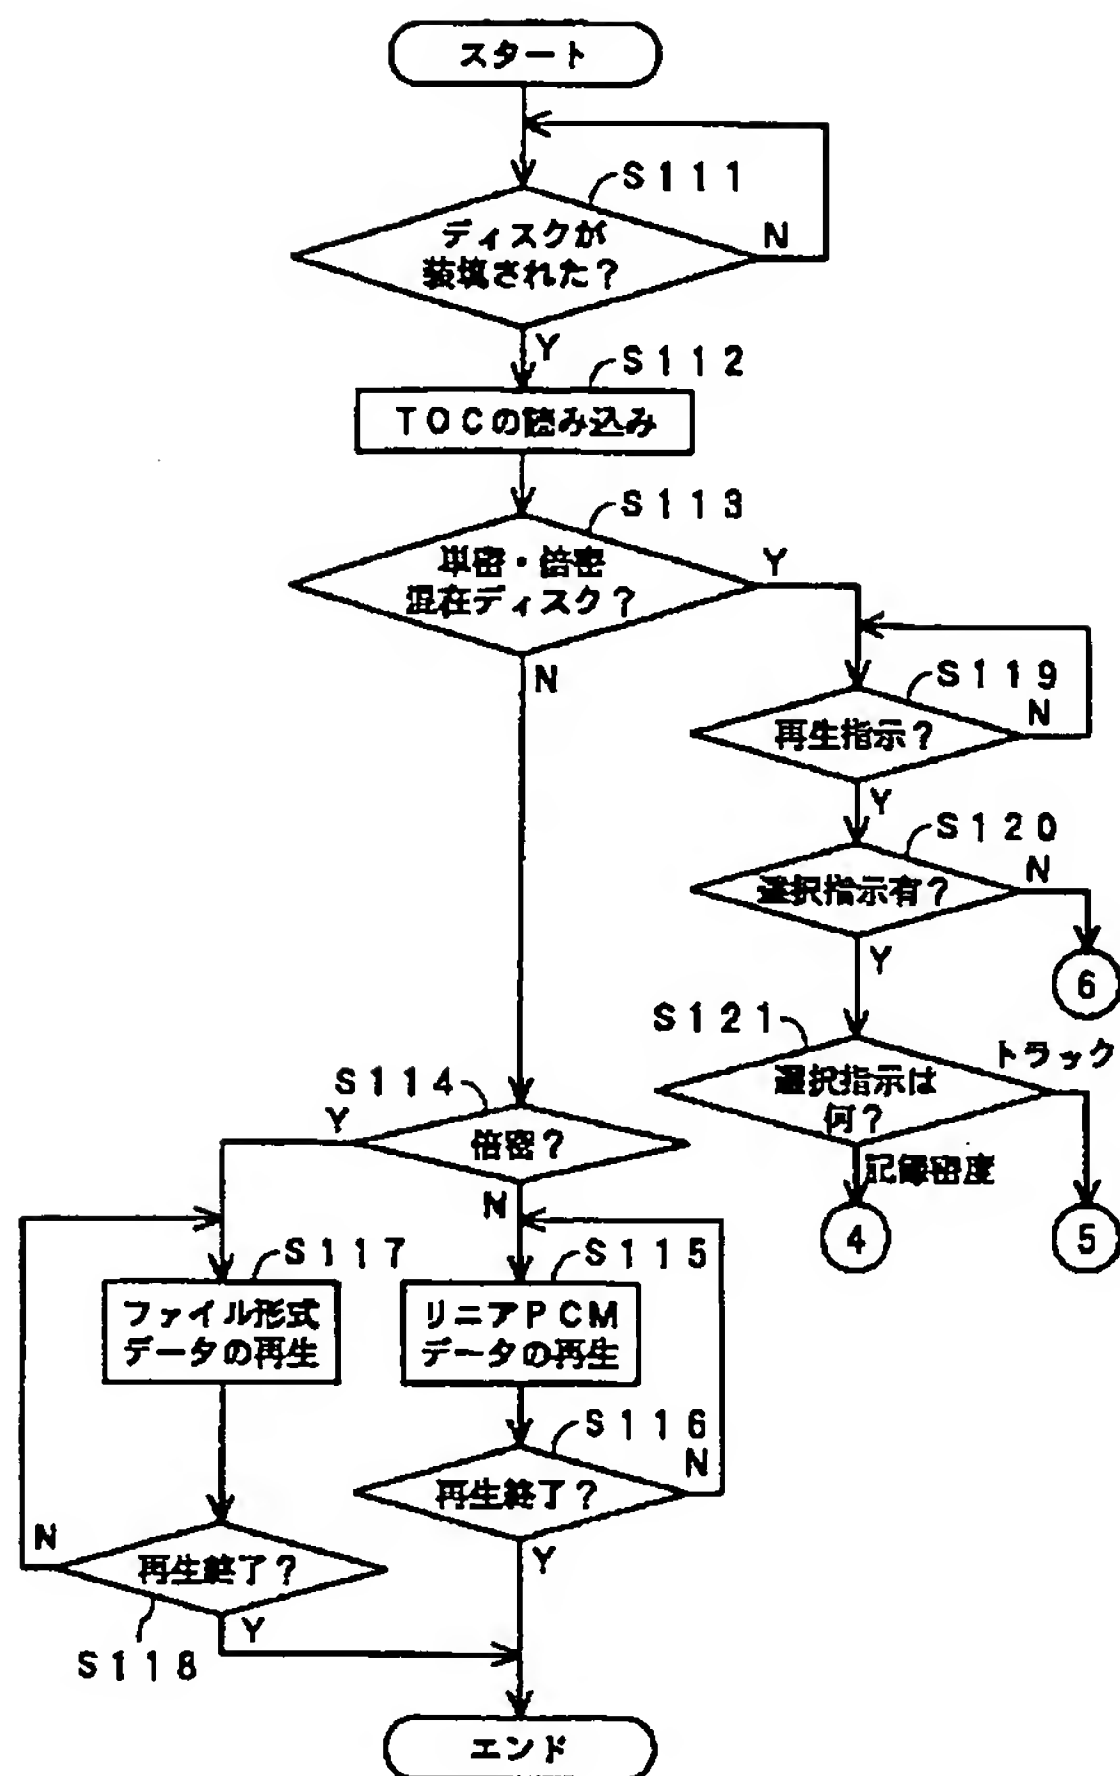 スタート
S111
ディスクが
装填された?
N
Y
S112
TOCの読み込み
S113
単密・倍密
混在ディスク?
Y
N
S119
再生指示?
N
Y
S120
選択指示有?
N
Y
6
S121
選択指示は
何?
トラック
記録密度
4
5
S114
倍密?
Y
N
S117
ファイル形式
データの再生
S115
リニアPCM
データの再生
S116
再生終了?
N
Y
再生終了?
N
Y
S118
エンド